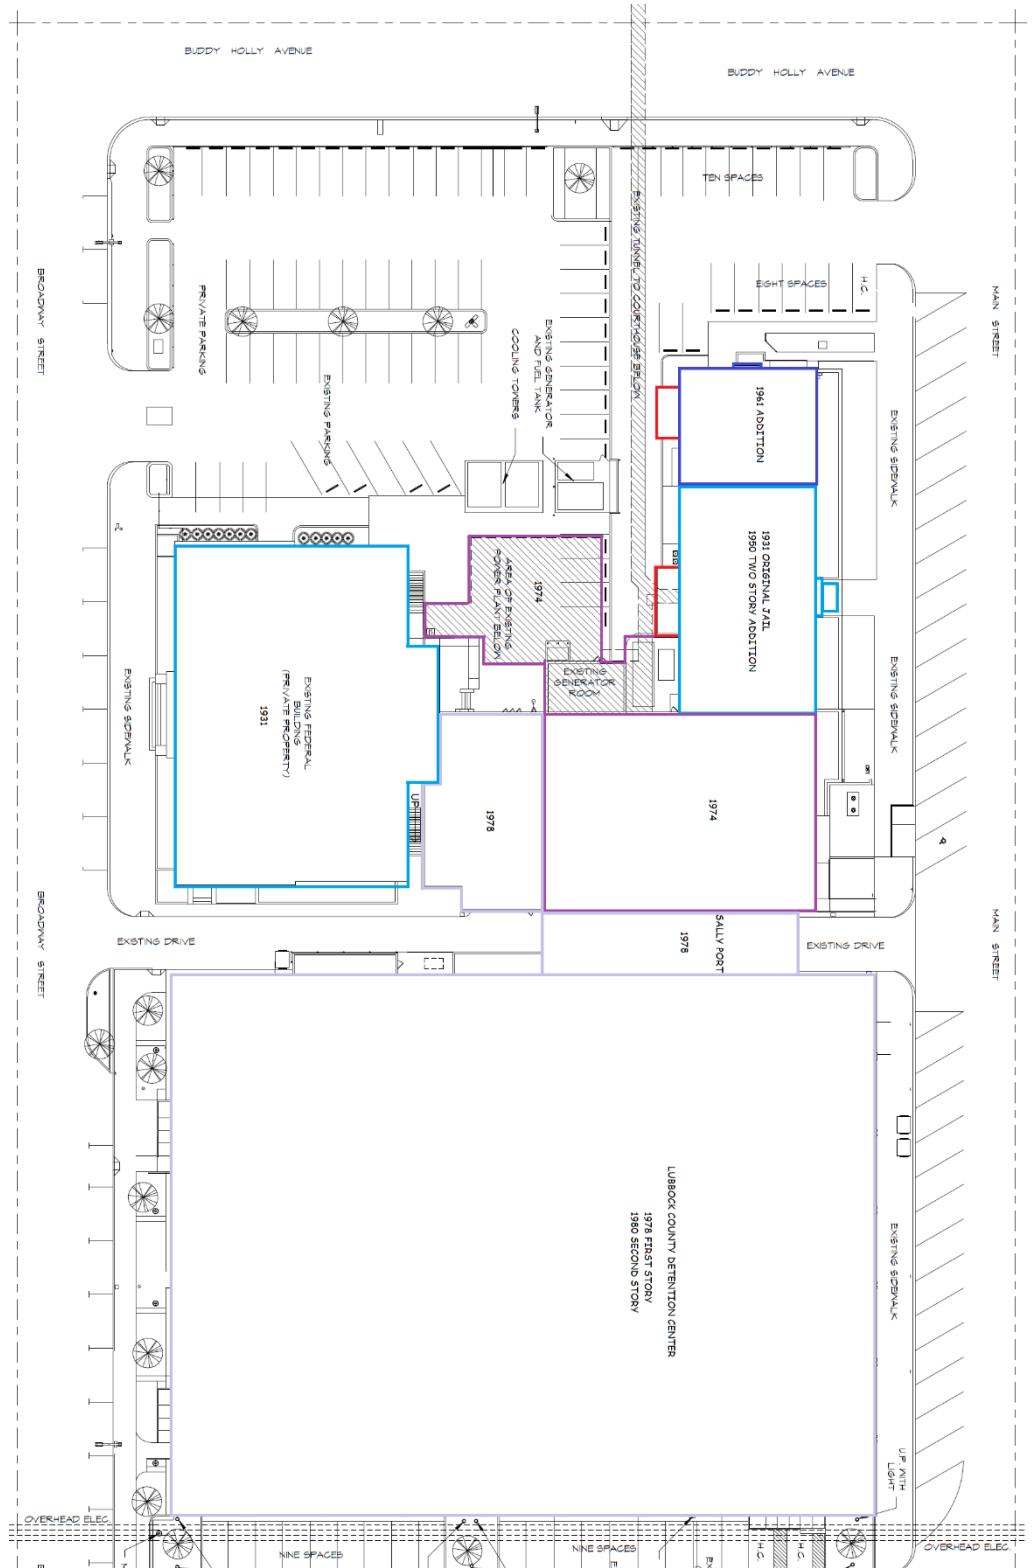 BUDDY HOLLY AVENUE
BUDDY HOLLY AVENUE
TEN SPACES
EIGHT SPACES
H.C.
BROADWAY STREET
MAIN STREET
PRIVATE PARKING
EXISTING TUNNEL TO COURTHOUSE BELOW
EXISTING GENERATOR
AND FUEL TANK
COOLING TOWERS
EXISTING PARKING
1961 ADDITION
EXISTING SIDEWALK
1931 ORIGINAL JAIL
1950 TWO STORY ADDITION
1974
AREA OF EXISTING
POWER PLANT BELOW
EXISTING
GENERATOR
ROOM
EXISTING SIDEWALK
EXISTING FEDERAL
BUILDING
(PRIVATE PROPERTY)
1931
EXISTING SIDEWALK
UP
1978
1974
BROADWAY STREET
MAIN STREET
EXISTING DRIVE
SALLY PORT
1978
EXISTING DRIVE
LUBBOCK COUNTY DETENTION CENTER
1978 FIRST STORY
1980 SECOND STORY
EXISTING SIDEWALK
U.P. WITH
LIGHT
OVERHEAD ELEC.
OVERHEAD ELEC.
NINE SPACES
NINE SPACES
H.C.
H.C.